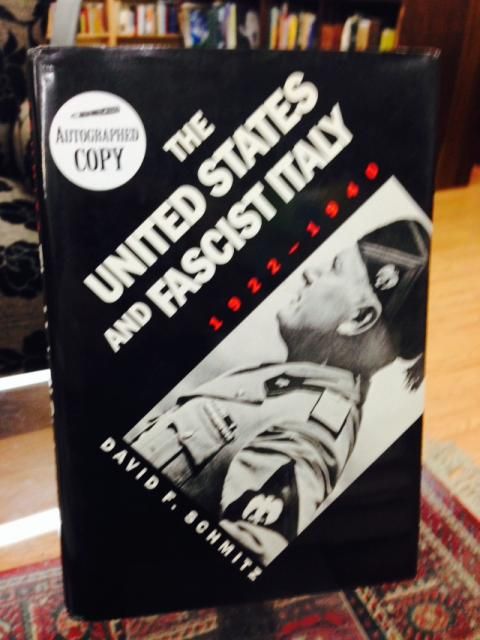 AUTOGRAPHED
COPY
THE
UNITED STATES
AND FASCIST ITALY
1922–1940
DAVID F. SCHMITZ